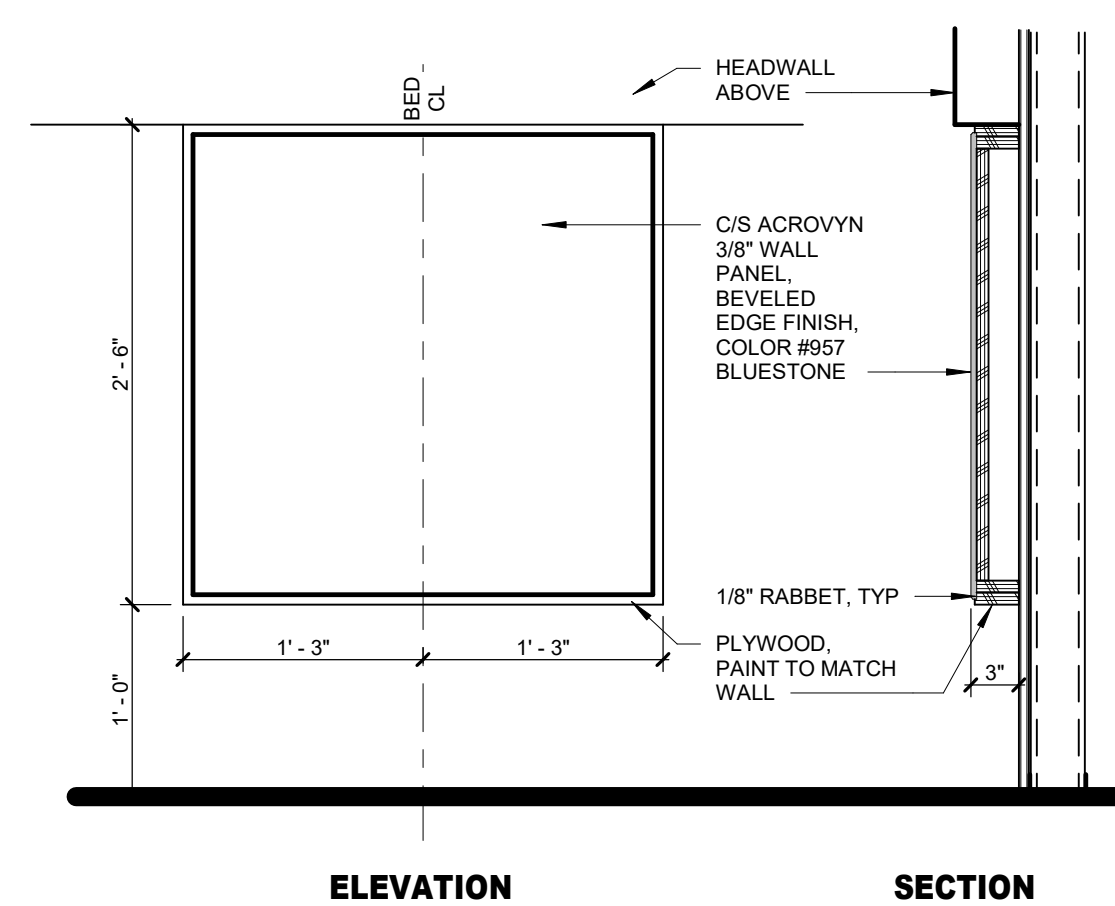 BED
CL
HEADWALL
ABOVE
C/S ACROVYN
3/8" WALL
PANEL,
BEVELED
EDGE FINISH,
COLOR #957
BLUESTONE
2' - 6"
1/8" RABBET, TYP
1' - 3"
1' - 3"
PLYWOOD,
PAINT TO MATCH
WALL
3"
1' - 0"
ELEVATION
SECTION